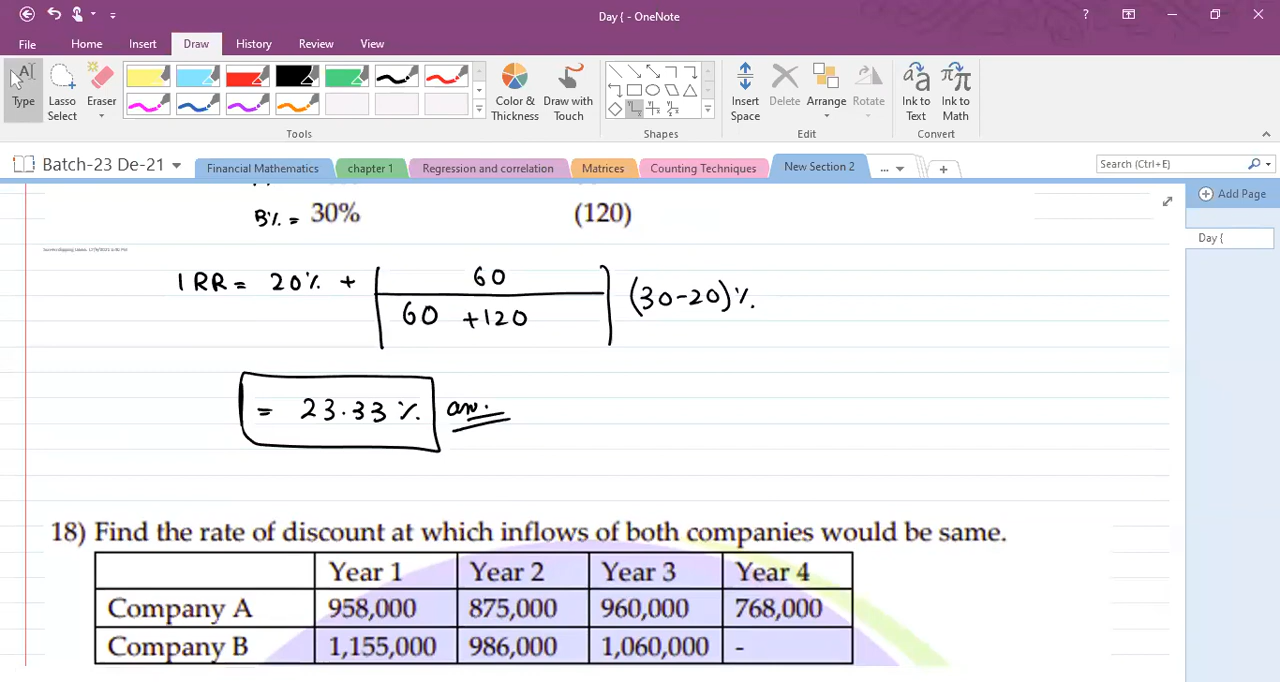 Day { - OneNote
?
File Home Insert Draw History Review View
Type
Lasso Select
Eraser
Color & Thickness
Draw with Touch
Insert Space
Delete
Arrange
Rotate
Ink to Text
Ink to Math
Tools Shapes Edit Convert
Batch-23 De-21
Financial Mathematics
chapter 1
Regression and correlation
Matrices
Counting Techniques
New Section 2
...
Search (Ctrl+E)
Add Page
Day {
B% = 30% (120)
IRR = 20% + [ 60 / 60 + 120 ] (30-20)%
= 23.33% ans.
18) Find the rate of discount at which inflows of both companies would be same.
Year 1 Year 2 Year 3 Year 4
Company A 958,000 875,000 960,000 768,000
Company B 1,155,000 986,000 1,060,000 -